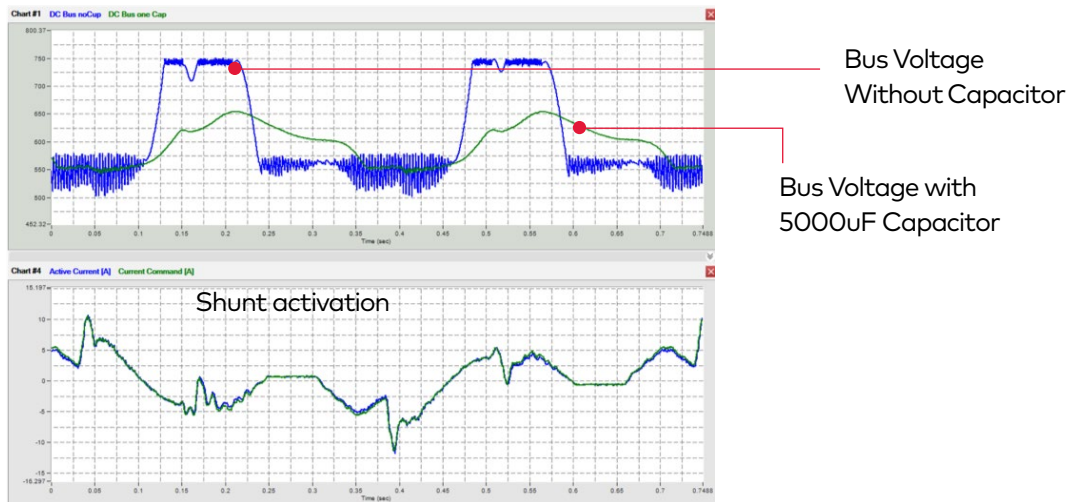 Chart #1 DC Bus noCup DC Bus one Cap
800.37
750
700
650
600
550
500
452.32
0 0.05 0.1 0.15 0.2 0.25 0.3 0.35 0.4 0.45 0.5 0.55 0.6 0.65 0.7 0.7488
Time (sec)
Bus Voltage
Without Capacitor
Bus Voltage with
5000uF Capacitor
Chart #4 Active Current [A] Current Command [A]
Shunt activation
15.197
10
5
0
-5
-10
-15
-16.297
0 0.05 0.1 0.15 0.2 0.25 0.3 0.35 0.4 0.45 0.5 0.55 0.6 0.65 0.7 0.7488
Time (sec)